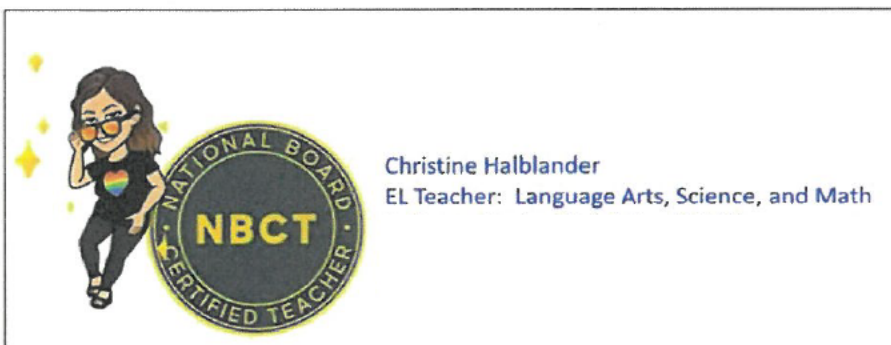 NATIONAL BOARD
NBCT
CERTIFIED TEACHER
Christine Halblander
EL Teacher:  Language Arts, Science, and Math